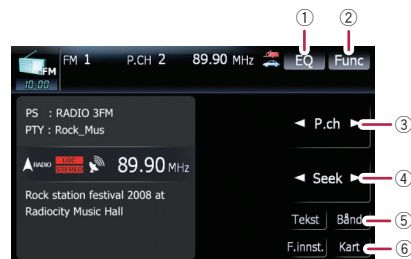 ① ②
FM FM 1 P.CH 2 89.90 MHz EQ Func
10:00
PS : RADIO 3FM
PTY : Rock_Mus
◄ P.ch ► ③
RADIO LOC STEREO 89.90 MHz
◄ Seek ► ④
Rock station festival 2008 at
Radiocity Music Hall
Tekst Bånd ⑤
F.innst. Kart ⑥